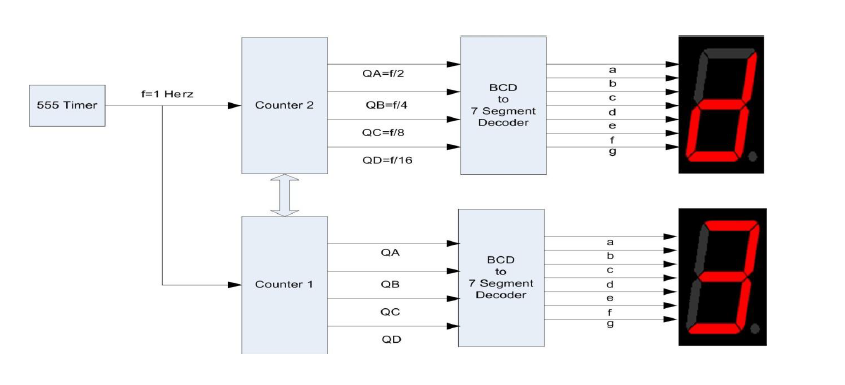 555 Timer
f=1 Herz
Counter 2
QA=f/2
QB=f/4
QC=f/8
QD=f/16
BCD
to
7 Segment
Decoder
a
b
c
d
e
f
g
Counter 1
QA
QB
QC
QD
BCD
to
7 Segment
Decoder
a
b
c
d
e
f
g
d
3